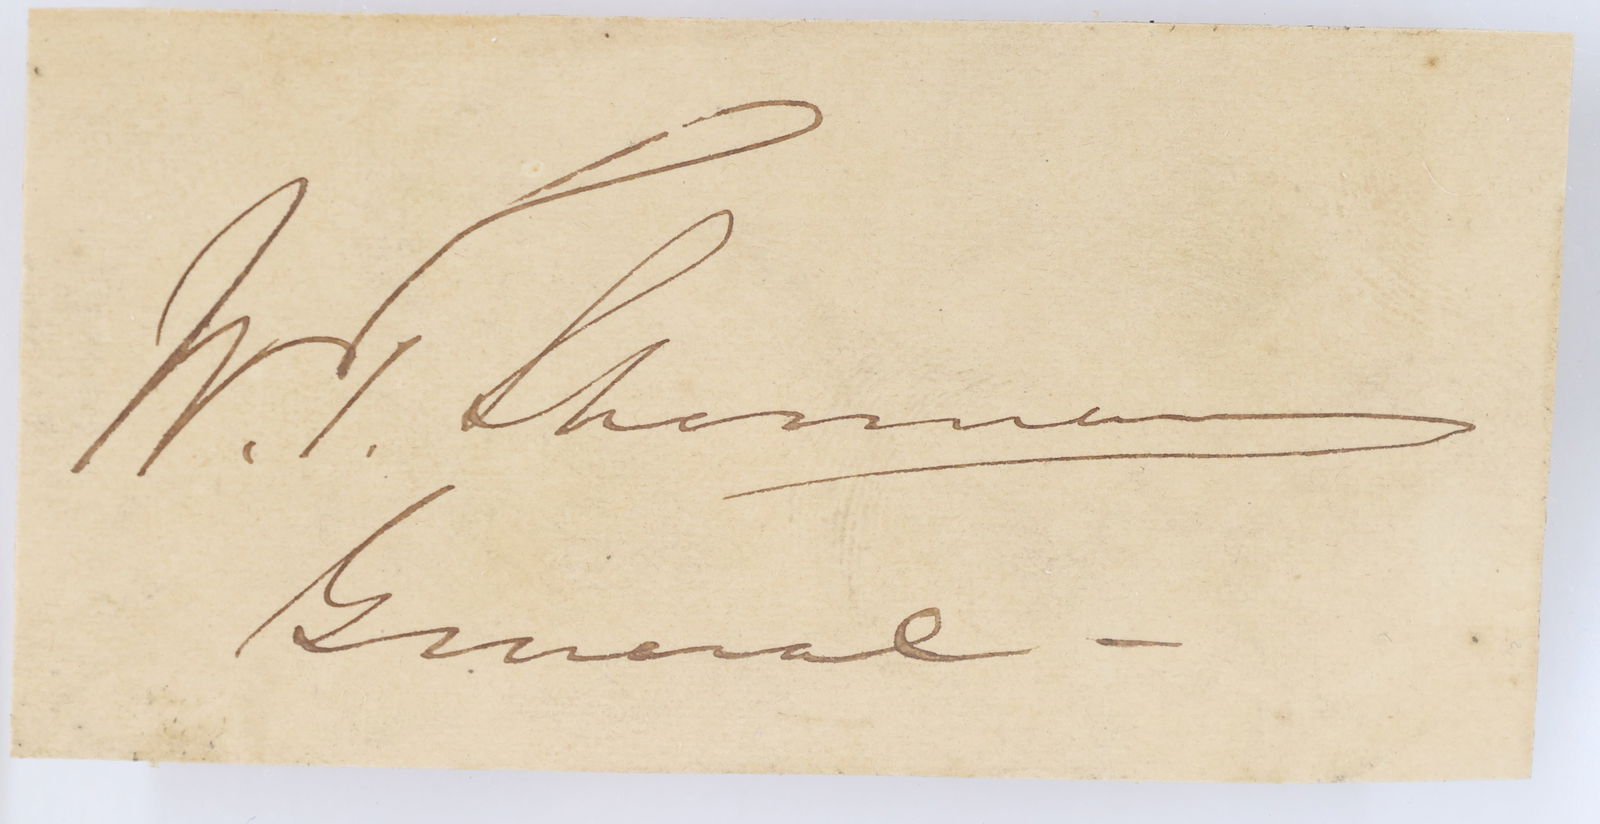 W. T. Sherman
General -